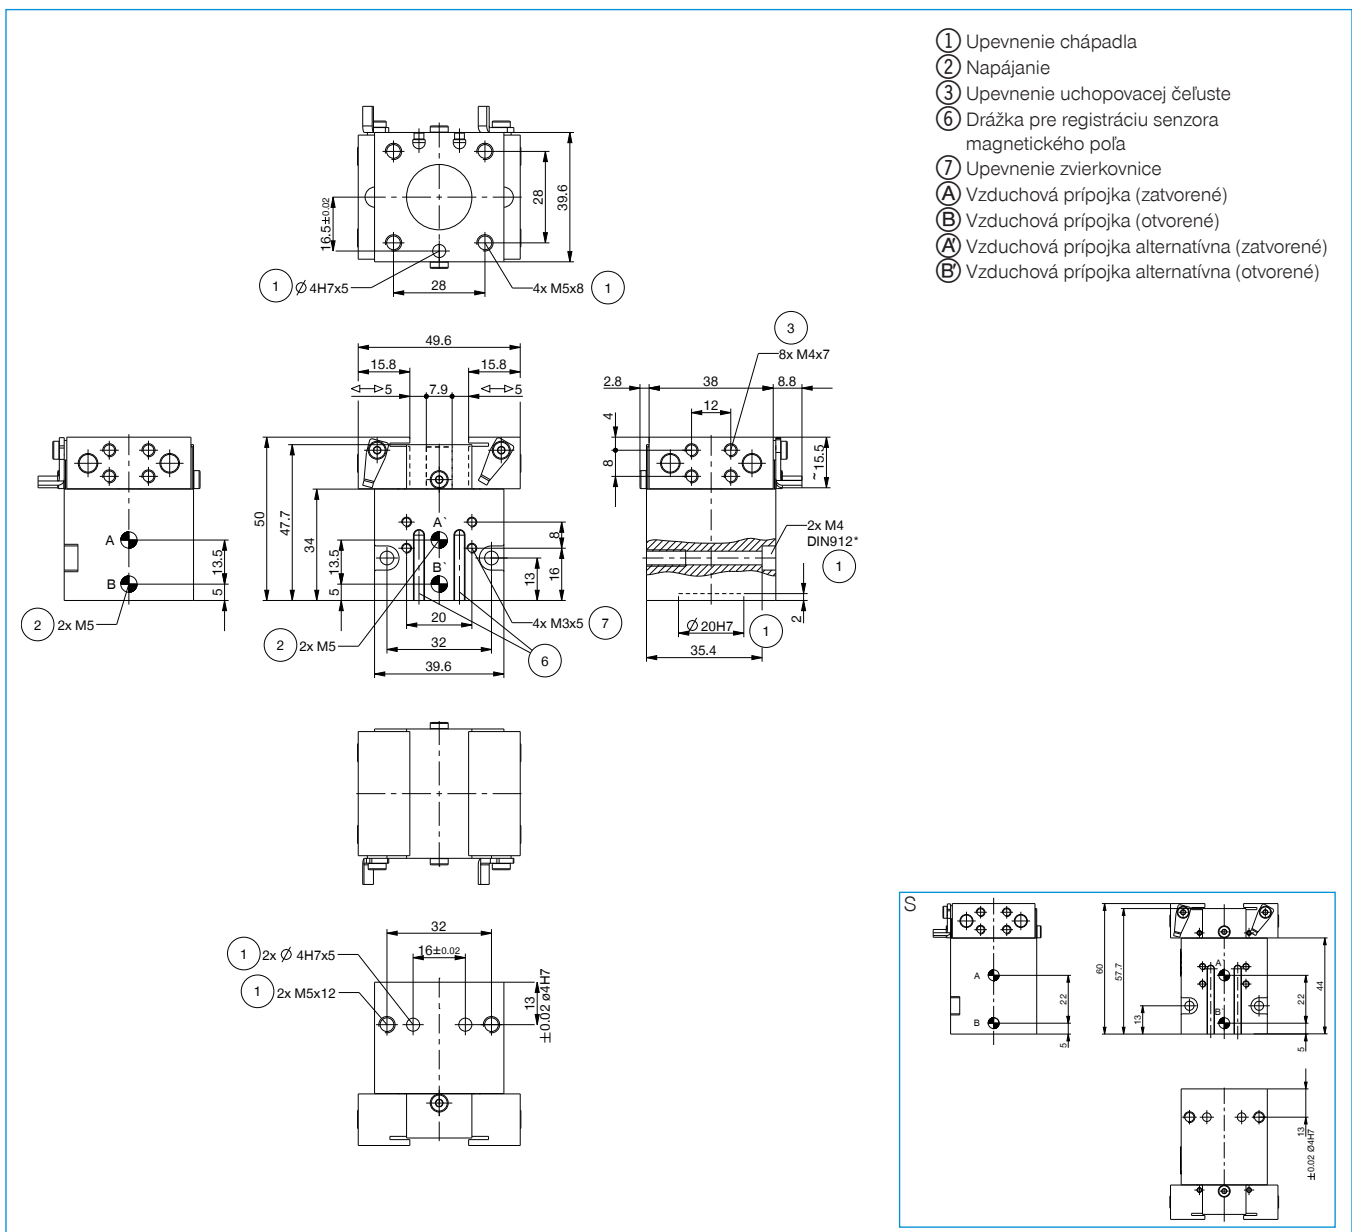 ① Upevnenie chápadla
② Napájanie
③ Upevnenie uchopovacej čeľuste
⑥ Drážka pre registráciu senzora
magnetického poľa
⑦ Upevnenie zvierkovnice
Ⓐ Vzduchová prípojka (zatvorené)
Ⓑ Vzduchová prípojka (otvorené)
A' Vzduchová prípojka alternatívna (zatvorené)
B' Vzduchová prípojka alternatívna (otvorené)
16.5±0.02
28
39.6
1 Ø 4H7x5
28
4x M5x8 1
49.6
15.8
15.8
5
7.9
5
50
47.7
34
13.5
5
A`
B`
8
16
13
20
32
39.6
2 2x M5
4x M3x5 7
6
A
B
13.5
5
2 2x M5
3
8x M4x7
2.8
38
8.8
12
4
8
~15.5
2x M4
DIN912*
1
Ø 20H7
1
2
35.4
32
16±0.02
1 2x Ø 4H7x5
1 2x M5x12
13
±0.02 ø4H7
S
A
B
22
5
60
57.7
13
A`
B`
22
44
5
13
±0.02 Ø4H7